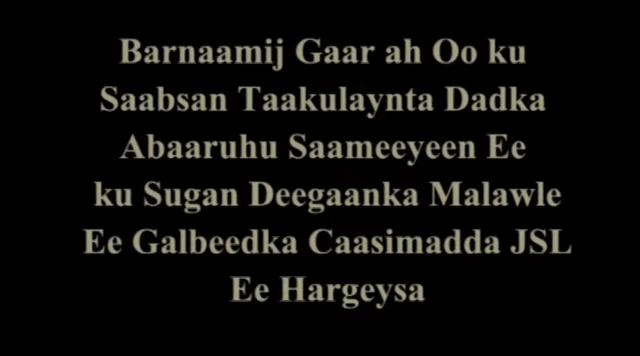 Barnaamij Gaar ah Oo ku
Saabsan Taakulaynta Dadka
Abaaruhu Saameeyeen Ee
ku Sugan Deegaanka Malawle
Ee Galbeedka Caasimadda JSL
Ee Hargeysa